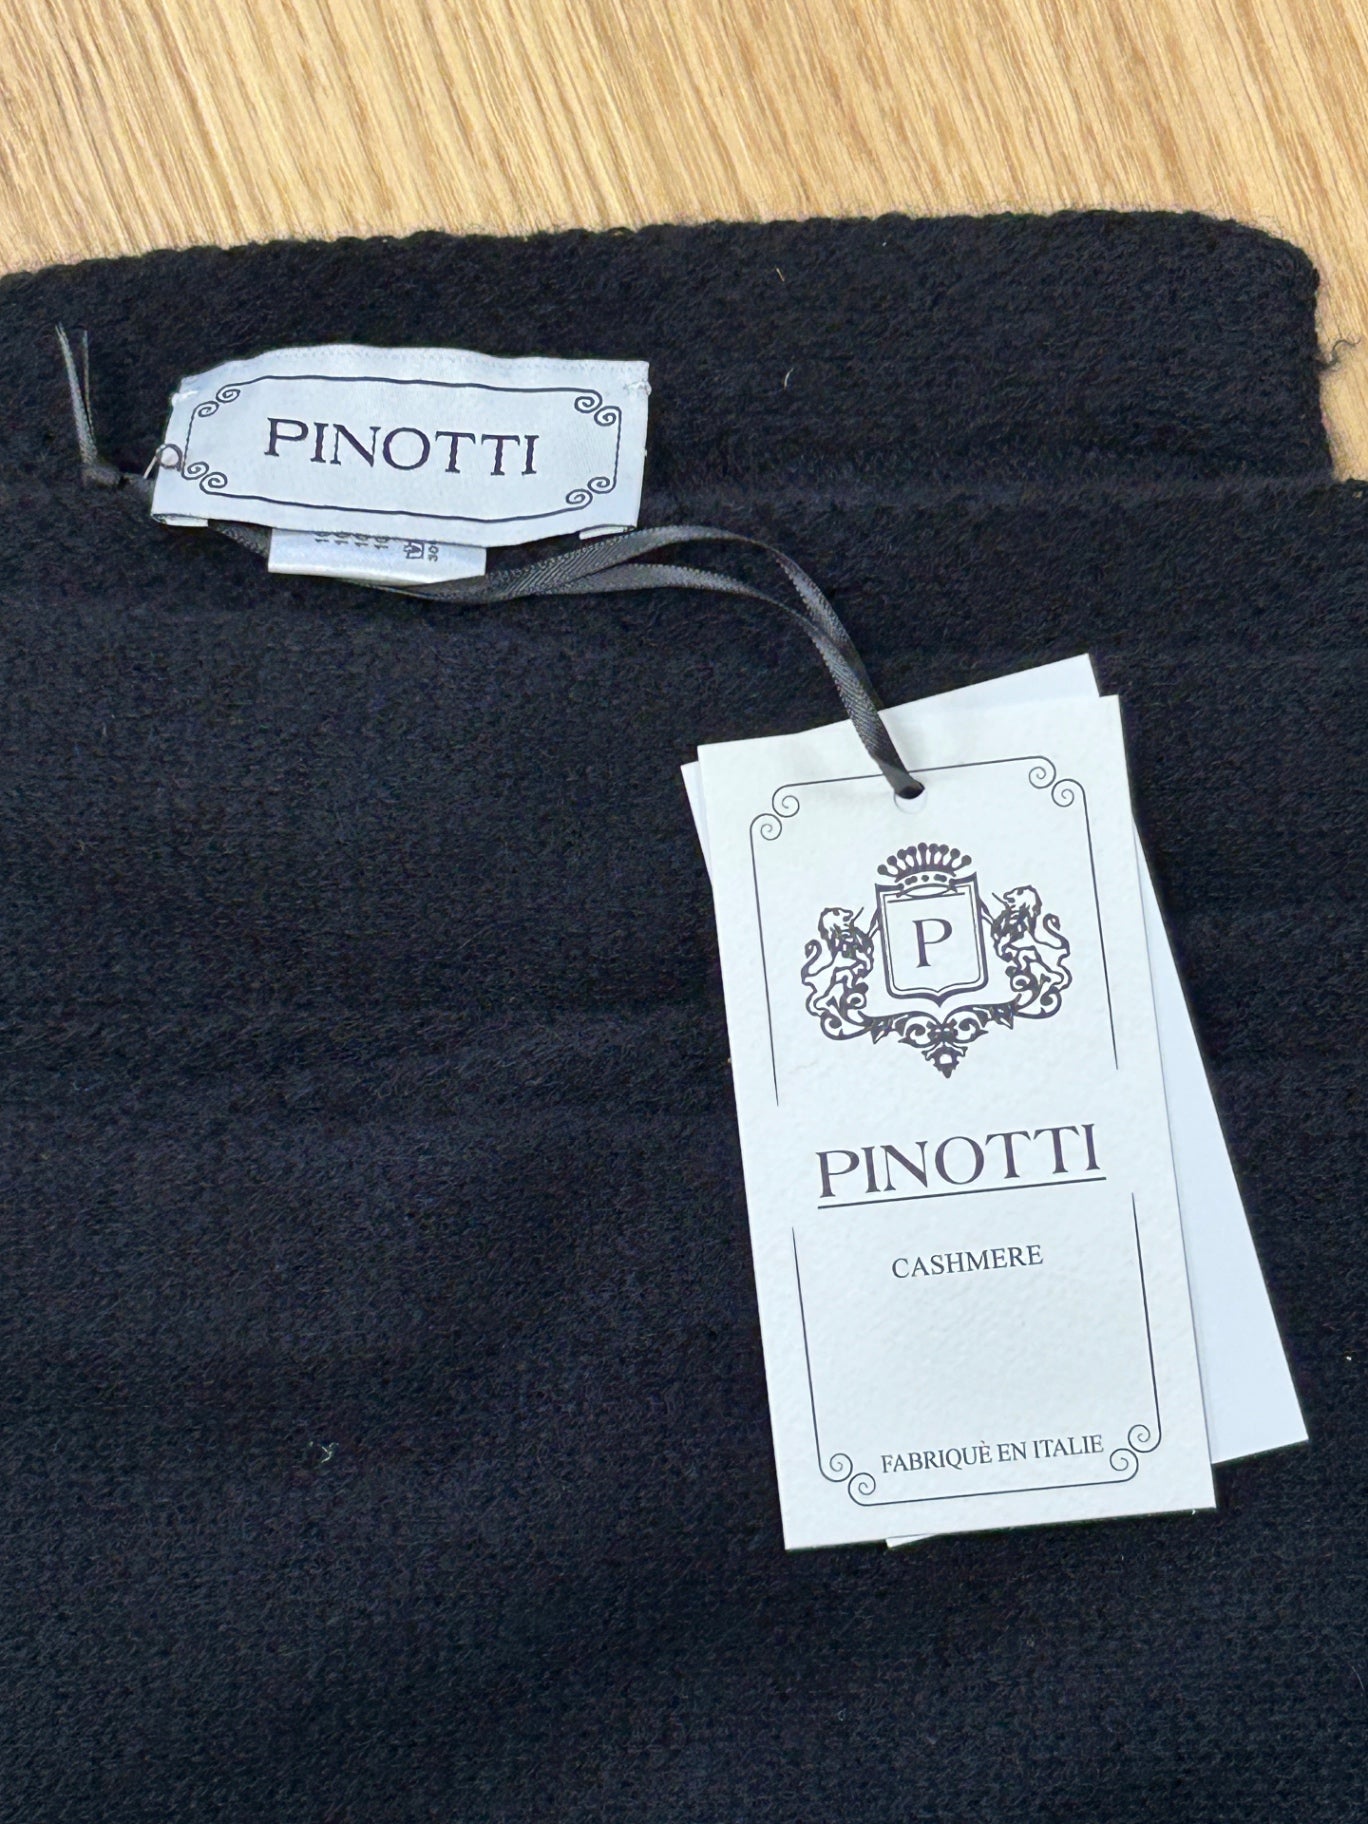 PINOTTI
P
PINOTTI
CASHMERE
FABRIQUÈ EN ITALIE